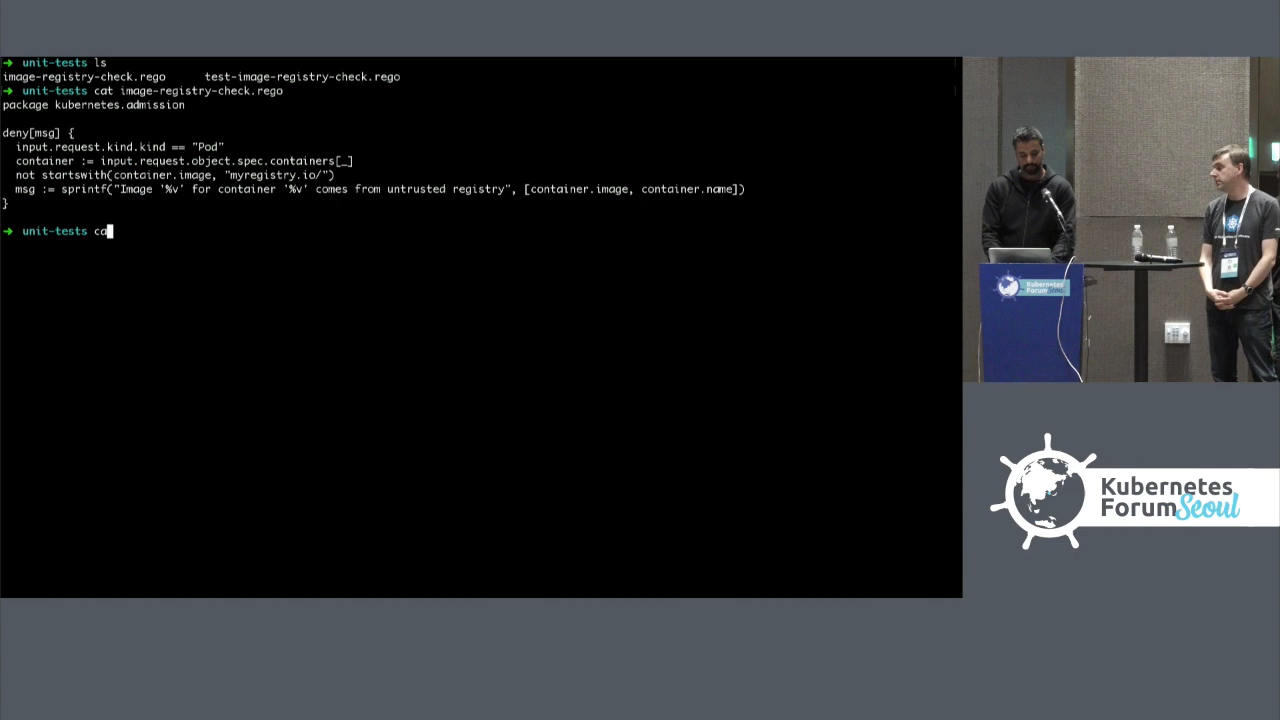 ➜ unit-tests ls
image-registry-check.rego test-image-registry-check.rego
➜ unit-tests cat image-registry-check.rego
package kubernetes.admission
deny[msg] {
input.request.kind.kind == "Pod"
container := input.request.object.spec.containers[_]
not startswith(container.image, "myregistry.io/")
msg := sprintf("Image '%v' for container '%v' comes from untrusted registry", [container.image, container.name])
}
➜ unit-tests ca
Kubernetes
Forum Seoul
Kubernetes
Forum Seoul